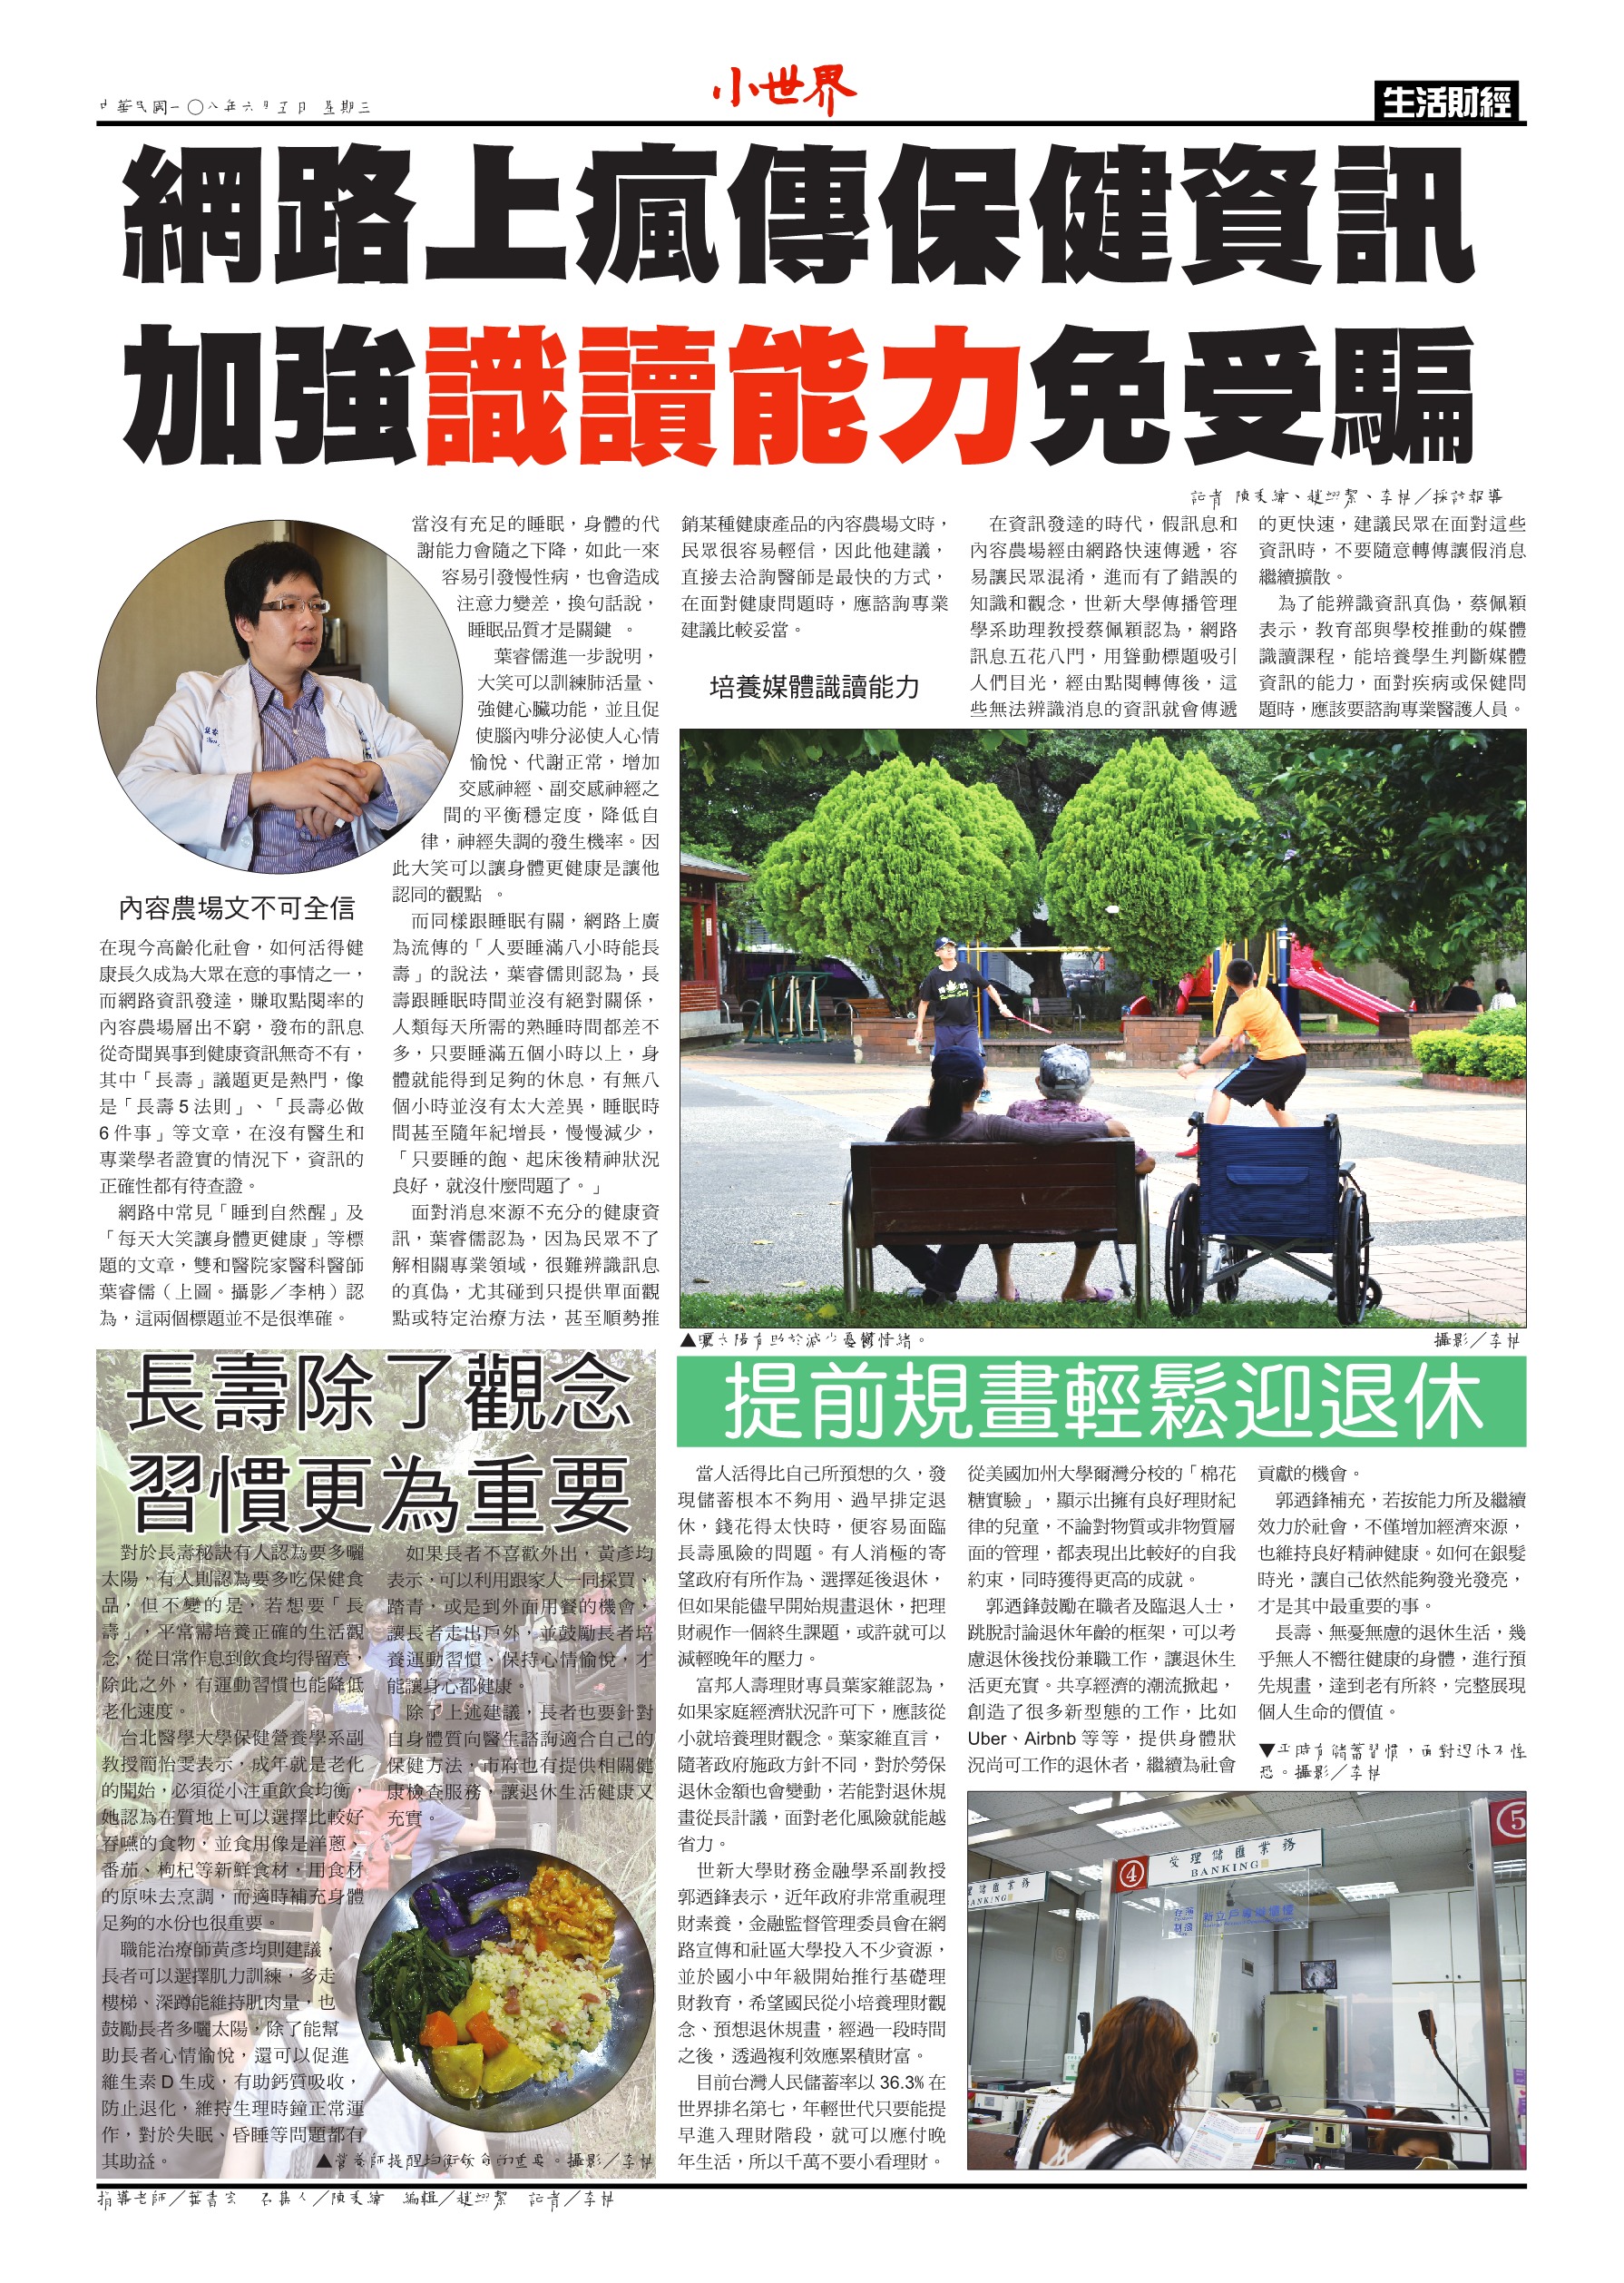 中華民國一〇八年六月五日 星期三
小世界
生活財經
網路上瘋傳保健資訊
加強識讀能力免受騙
記者 陳、趙、李／採訪報導
內容農場文不可全信
在現今高齡化社會，如何活得健
康長久成為大眾在意的事情之一，
而網路資訊發達，賺取點閱率的
內容農場層出不窮，發布的訊息
從奇聞異事到健康資訊無奇不有，
其中「長壽」議題更是熱門，像
是「長壽 5 法則」、「長壽必做
6 件事」等文章，在沒有醫生和
專業學者證實的情況下，資訊的
正確性都有待查證。
網路中常見「睡到自然醒」及
「每天大笑讓身體更健康」等標
題的文章，雙和醫院家醫科醫師
葉睿儒（上圖。攝影／李柟）認
為，這兩個標題並不是很準確。
當沒有充足的睡眠，身體的代
謝能力會隨之下降，如此一來
容易引發慢性病，也會造成
注意力變差，換句話說，
睡眠品質才是關鍵 。
葉睿儒進一步說明，
大笑可以訓練肺活量、
強健心臟功能，並且促
使腦內啡分泌使人心情
愉悅、代謝正常，增加
交感神經、副交感神經之
間的平衡穩定度，降低自
律，神經失調的發生機率。因
此大笑可以讓身體更健康是讓他
認同的觀點 。
而同樣跟睡眠有關，網路上廣
為流傳的「人要睡滿八小時能長
壽」的說法，葉睿儒則認為，長
壽跟睡眠時間並沒有絕對關係，
人類每天所需的熟睡時間都差不
多，只要睡滿五個小時以上，身
體就能得到足夠的休息，有無八
個小時並沒有太大差異，睡眠時
間甚至隨年紀增長，慢慢減少，
「只要睡的飽、起床後精神狀況
良好，就沒什麼問題了。」
面對消息來源不充分的健康資
訊，葉睿儒認為，因為民眾不了
解相關專業領域，很難辨識訊息
的真偽，尤其碰到只提供單面觀
點或特定治療方法，甚至順勢推
銷某種健康產品的內容農場文時，
民眾很容易輕信，因此他建議，
直接去洽詢醫師是最快的方式，
在面對健康問題時，應諮詢專業
建議比較妥當。
培養媒體識讀能力
在資訊發達的時代，假訊息和
內容農場經由網路快速傳遞，容
易讓民眾混淆，進而有了錯誤的
知識和觀念，世新大學傳播管理
學系助理教授蔡佩穎認為，網路
訊息五花八門，用聳動標題吸引
人們目光，經由點閱轉傳後，這
些無法辨識消息的資訊就會傳遞
的更快速，建議民眾在面對這些
資訊時，不要隨意轉傳讓假消息
繼續擴散。
為了能辨識資訊真偽，蔡佩穎
表示，教育部與學校推動的媒體
識讀課程，能培養學生判斷媒體
資訊的能力，面對疾病或保健問
題時，應該要諮詢專業醫護人員。
▲曬太陽有助於減少憂鬱情緒。
攝影／李柟
長壽除了觀念
習慣更為重要
對於長壽秘訣有人認為要多曬
太陽，有人則認為要多吃保健食
品，但不變的是，若想要「長
壽」，平常需培養正確的生活觀
念，從日常作息到飲食均得留意，
除此之外，有運動習慣也能降低
老化速度。
台北醫學大學保健營養學系副
教授簡怡雯表示，成年就是老化
的開始，必須從小注重飲食均衡，
她認為在質地上可以選擇比較好
吞嚥的食物，並食用像是洋蔥、
番茄、枸杞等新鮮食材，用食材
的原味去烹調，而適時補充身體
足夠的水份也很重要。
職能治療師黃彥均則建議，
長者可以選擇肌力訓練，多走
樓梯、深蹲能維持肌肉量，也
鼓勵長者多曬太陽，除了能幫
助長者心情愉悅，還可以促進
維生素 D 生成，有助鈣質吸收，
防止退化，維持生理時鐘正常運
作，對於失眠、昏睡等問題都有
其助益。
如果長者不喜歡外出，黃彥均
表示，可以利用跟家人一同採買、
踏青，或是到外面用餐的機會，
讓長者走出戶外，並鼓勵長者培
養運動習慣、保持心情愉悅，才
能讓身心都健康。
除了上述建議，長者也要針對
自身體質向醫生諮詢適合自己的
保健方法，市府也有提供相關健
康檢查服務，讓退休生活健康又
充實。
▲營養師提醒均衡飲食的重要。攝影／李柟
提前規畫輕鬆迎退休
當人活得比自己所預想的久，發
現儲蓄根本不夠用、過早排定退
休，錢花得太快時，便容易面臨
長壽風險的問題。有人消極的寄
望政府有所作為、選擇延後退休，
但如果能儘早開始規畫退休，把理
財視作一個終生課題，或許就可以
減輕晚年的壓力。
富邦人壽理財專員葉家維認為，
如果家庭經濟狀況許可下，應該從
小就培養理財觀念。葉家維直言，
隨著政府施政方針不同，對於勞保
退休金額也會變動，若能對退休規
畫從長計議，面對老化風險就能越
省力。
世新大學財務金融學系副教授
郭迺鋒表示，近年政府非常重視理
財素養，金融監督管理委員會在網
路宣傳和社區大學投入不少資源，
並於國小中年級開始推行基礎理
財教育，希望國民從小培養理財觀
念、預想退休規畫，經過一段時間
之後，透過複利效應累積財富。
目前台灣人民儲蓄率以 36.3% 在
世界排名第七，年輕世代只要能提
早進入理財階段，就可以應付晚
年生活，所以千萬不要小看理財。
從美國加州大學爾灣分校的「棉花
糖實驗」，顯示出擁有良好理財紀
律的兒童，不論對物質或非物質層
面的管理，都表現出比較好的自我
約束，同時獲得更高的成就。
郭迺鋒鼓勵在職者及臨退人士，
跳脫討論退休年齡的框架，可以考
慮退休後找份兼職工作，讓退休生
活更充實。共享經濟的潮流掀起，
創造了很多新型態的工作，比如
Uber、Airbnb 等等，提供身體狀
況尚可工作的退休者，繼續為社會
貢獻的機會。
郭迺鋒補充，若按能力所及繼續
效力於社會，不僅增加經濟來源，
也維持良好精神健康。如何在銀髮
時光，讓自己依然能夠發光發亮，
才是其中最重要的事。
長壽、無憂無慮的退休生活，幾
乎無人不嚮往健康的身體，進行預
先規畫，達到老有所終，完整展現
個人生命的價值。
▼平時有儲蓄習慣，面對退休不惶
恐。攝影／李柟
受理儲匯業務
④ BANKING
⑤
指導老師／葉書宏 召集人／陳 編輯／趙 記者／李柟